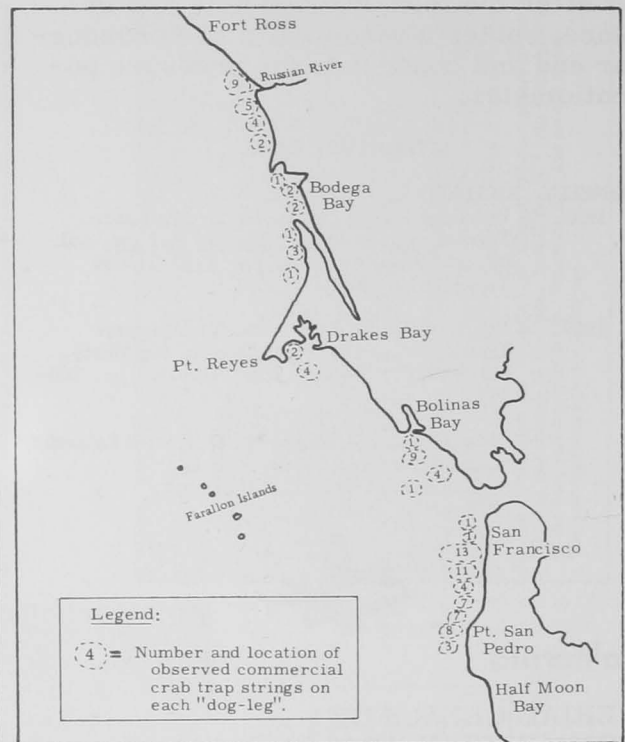 Fort Ross
Russian River
9
5
4
2
1
2
Bodega
Bay
2
1
3
1
Drakes Bay
2
Pt. Reyes
4
Bolinas
Bay
1
9
4
1
Farallon Islands
1
San
1
Francisco
13
11
4
7
7
8
Pt. San
Pedro
3
Half Moon
Bay
Legend:
4 = Number and location of
observed commercial
crab trap strings on
each "dog-leg".